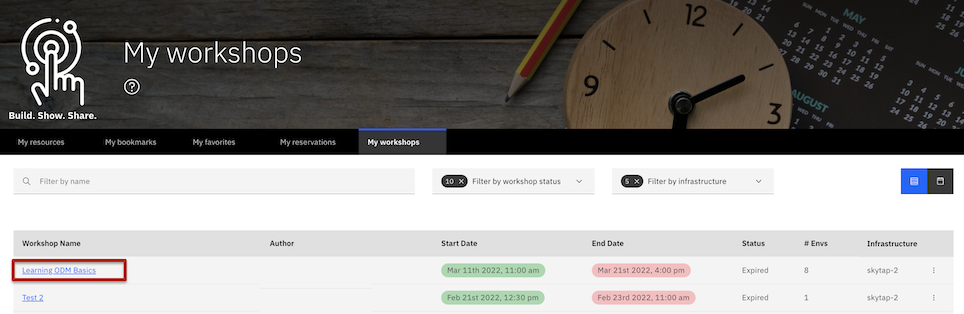 My workshops
Build. Show. Share.
My resources My bookmarks My favorites My reservations My workshops
Filter by name 10 Filter by workshop status 5 Filter by infrastructure
Workshop Name Author Start Date End Date Status # Envs Infrastructure
Learning ODM Basics Mar 11th 2022, 11:00 am Mar 21st 2022, 4:00 pm Expired 8 skytap-2
Test 2 Feb 21st 2022, 12:30 pm Feb 23rd 2022, 11:00 am Expired 1 skytap-2
MAY
AUGUST
12
9